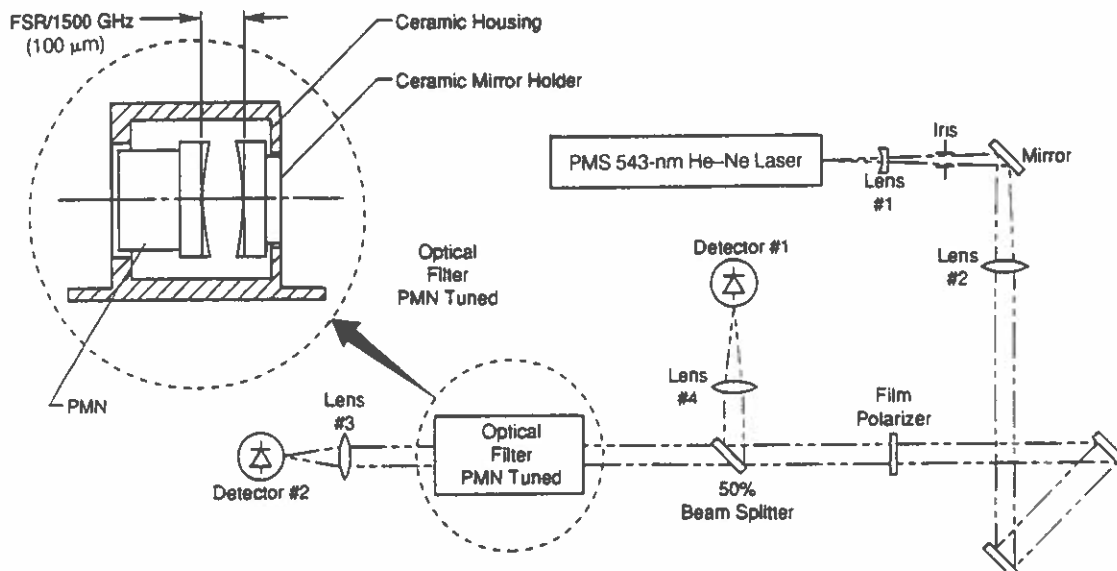 FSR/1500 GHz
(100 μm)
Ceramic Housing
Ceramic Mirror Holder
PMN
Optical
Filter
PMN Tuned
PMS 543-nm He–Ne Laser
Lens
#1
Iris
Mirror
Lens
#2
Detector #1
Lens
#4
Film
Polarizer
50%
Beam Splitter
Optical
Filter
PMN Tuned
Lens
#3
Detector #2